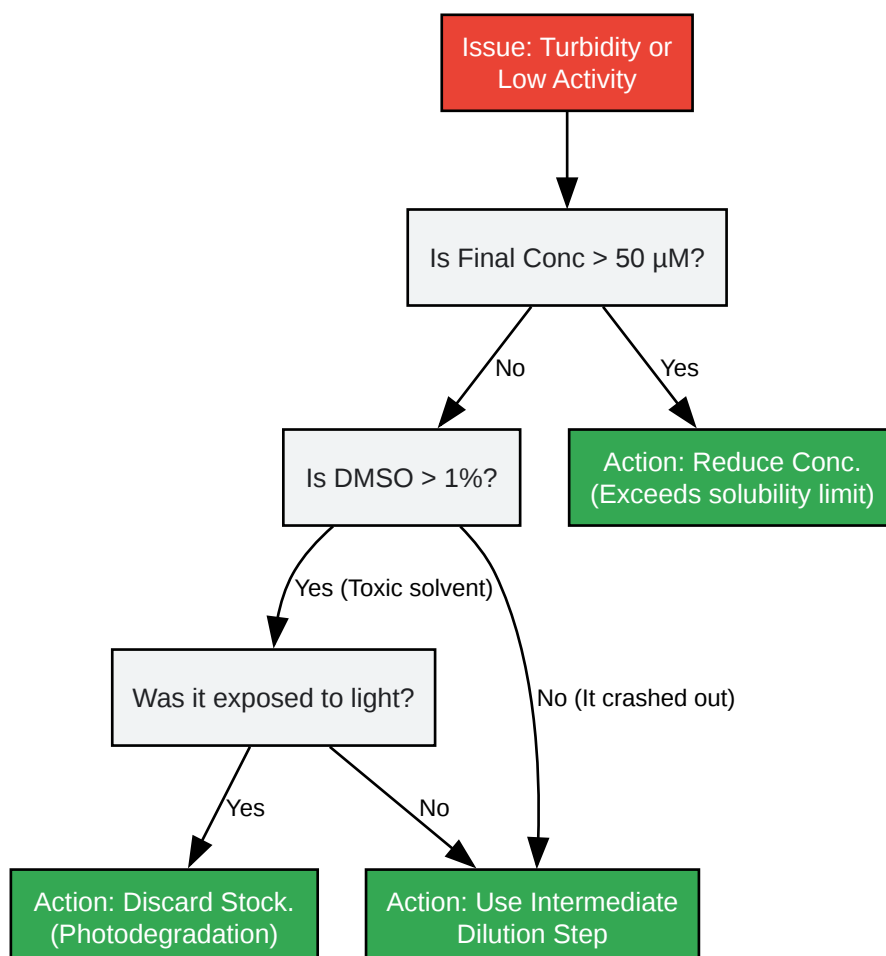 Issue: Turbidity or
Low Activity
Is Final Conc > 50 µM?
No
Yes
Is DMSO > 1%?
Action: Reduce Conc.
(Exceeds solubility limit)
Yes (Toxic solvent)
Was it exposed to light?
No (It crashed out)
Yes
No
Action: Discard Stock.
(Photodegradation)
Action: Use Intermediate
Dilution Step